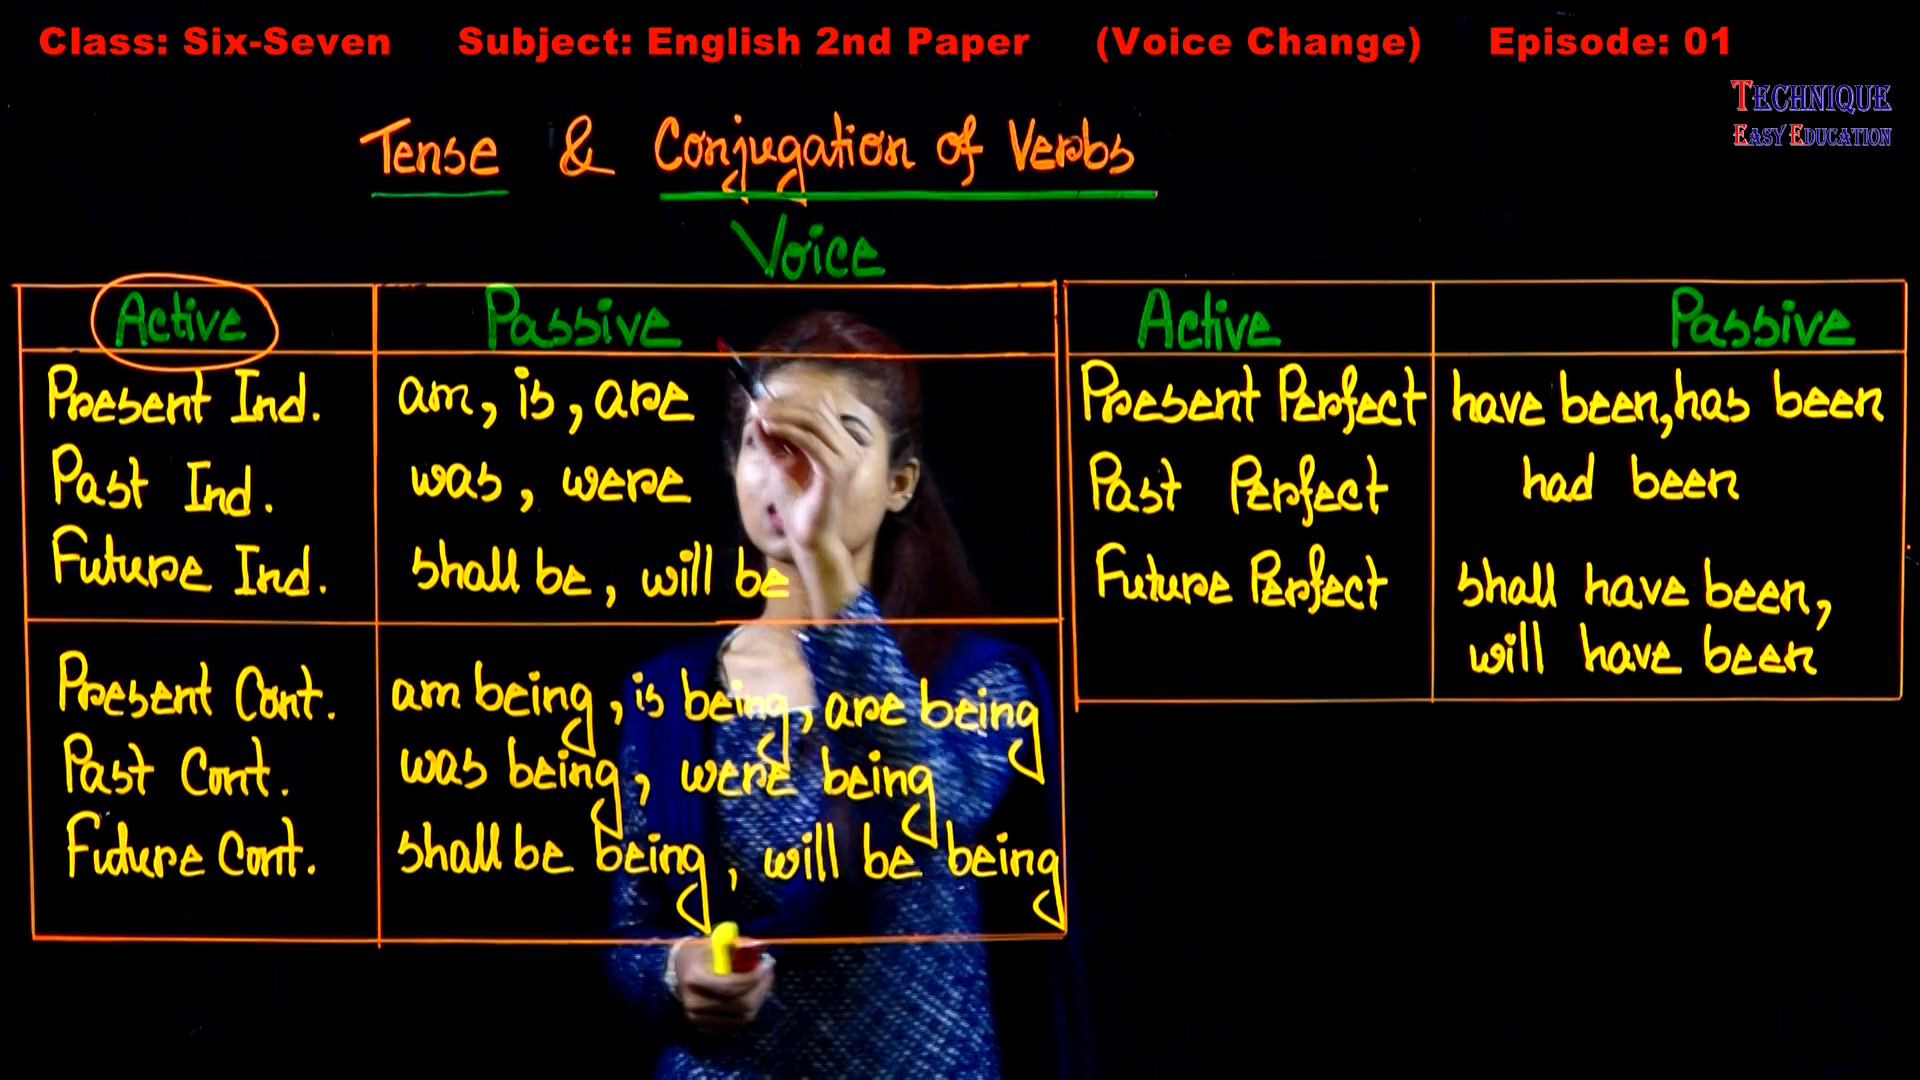 Class: Six-Seven Subject: English 2nd Paper (Voice Change) Episode: 01
TECHNIQUE
EASY EDUCATION
Tense & Conjugation of Verbs
Voice
Active Passive
Present Ind. am, is, are
Past Ind. was, were
Future Ind. shall be, will be
Present Cont. am being, is being, are being
Past Cont. was being, were being
Future Cont. shall be being, will be being
Active Passive
Present Perfect have been, has been
Past Perfect had been
Future Perfect shall have been,
will have been